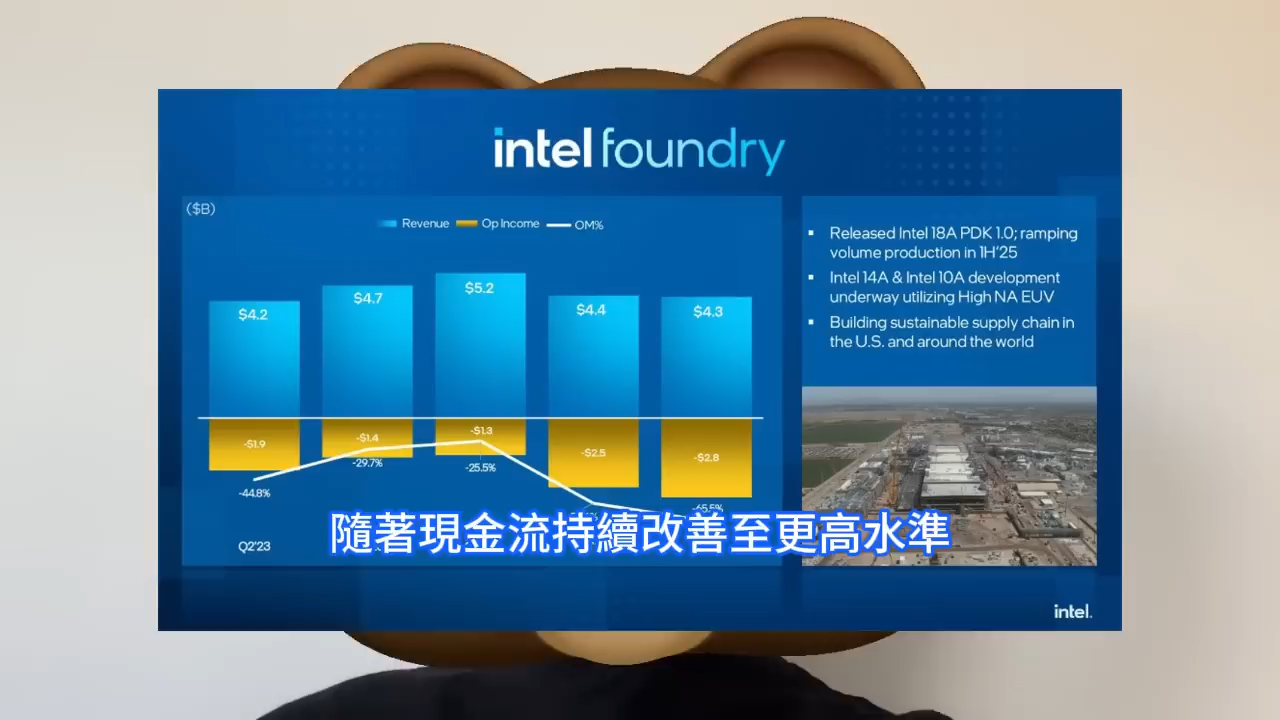 intel foundry
($B)
Revenue Op Income OM%
$4.2 $4.7 $5.2 $4.4 $4.3
-$1.9 -$1.4 -$1.3 -$2.5 -$2.8
-44.8% -29.7% -25.5%
Q2'23
▪ Released Intel 18A PDK 1.0; ramping
volume production in 1H'25
▪ Intel 14A & Intel 10A development
underway utilizing High NA EUV
▪ Building sustainable supply chain in
the U.S. and around the world
隨著現金流持續改善至更高水準
intel.